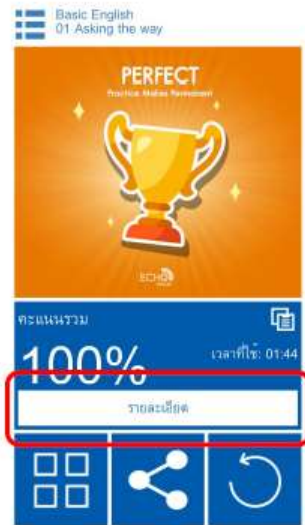 Basic English
01 Asking the way
PERFECT
Practice Makes Permanent
ECHO
คะแนนรวม
100%
เวลาที่ใช้: 01:44
รายละเอียด